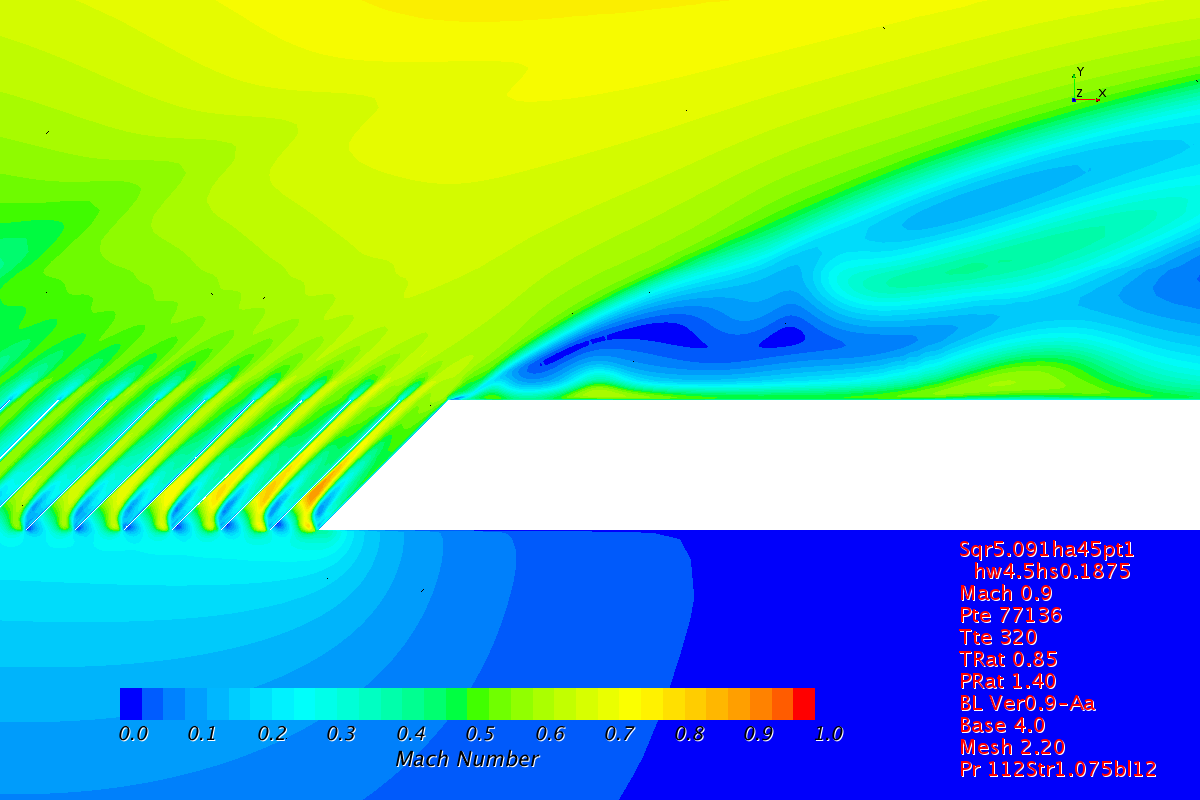 Y
Z X
Sqr5.091ha45pt1
hw4.5hs0.1875
Mach 0.9
Pte 77136
Tte 320
TRat 0.85
PRat 1.40
BL Ver0.9-Aa
Base 4.0
Mesh 2.20
Pr 112Str1.075bl12
0.0 0.1 0.2 0.3 0.4 0.5 0.6 0.7 0.8 0.9 1.0
Mach Number